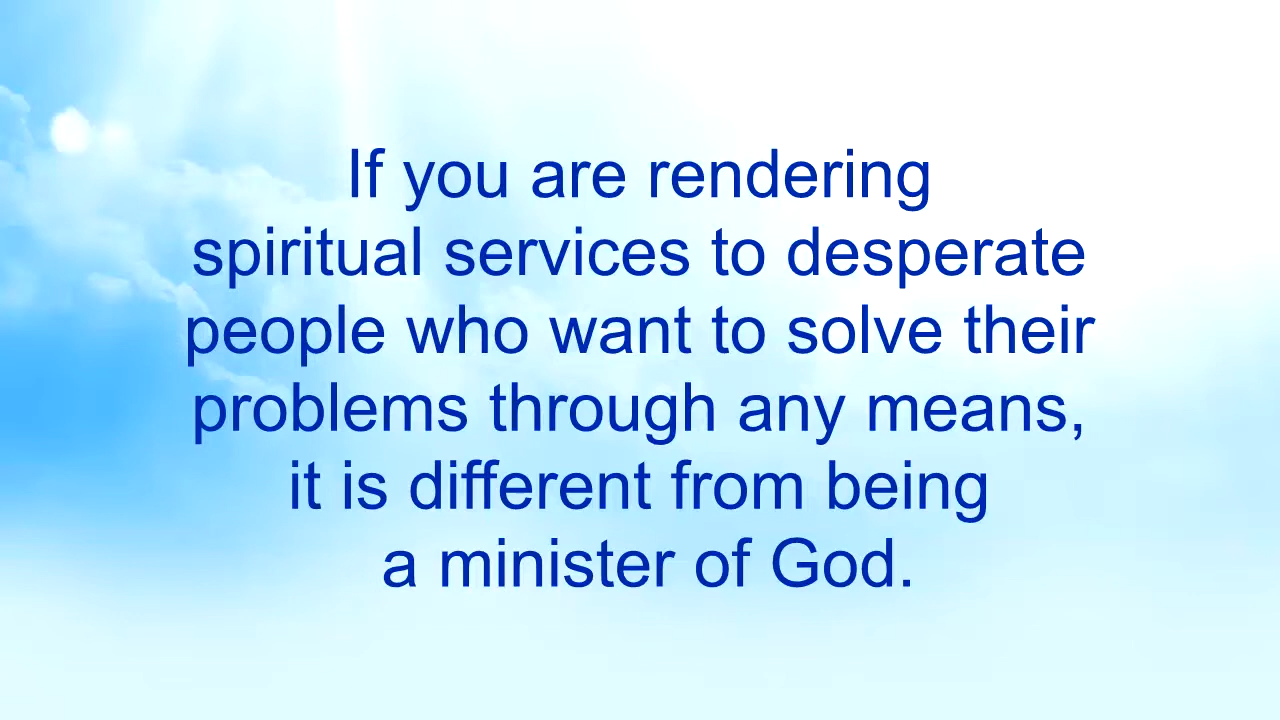 If you are rendering
spiritual services to desperate
people who want to solve their
problems through any means,
it is different from being
a minister of God.